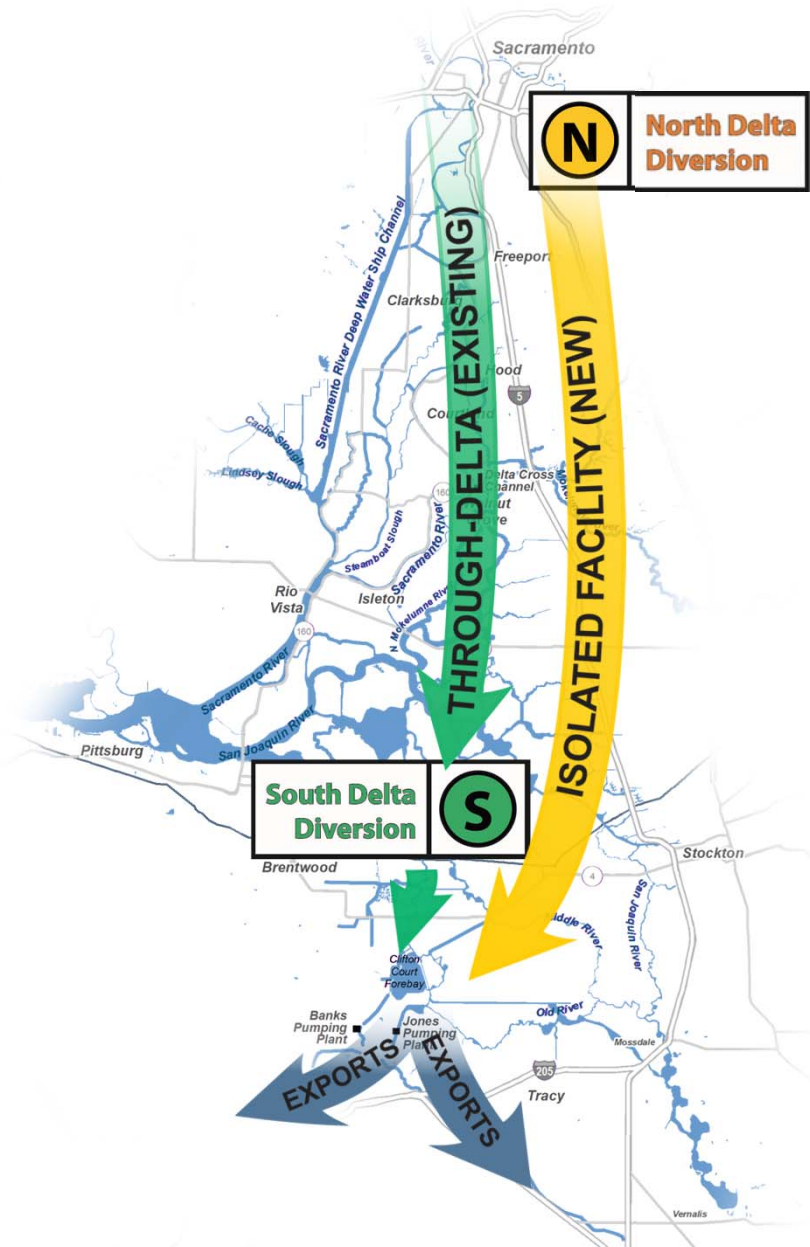 River
Sacramento
N
North Delta
Diversion
Sacramento River Deep Water Ship Channel
THROUGH-DELTA (EXISTING)
ISOLATED FACILITY (NEW)
Freeport
Clarksburg
Hood
5
Courtland
Cache Slough
Lindsey Slough
Delta Cross
Channel
160
Steamboat Slough
Sacramento River
Rio
Vista
Isleton
N Mokelumne River
160
Sacramento River
San Joaquin River
Pittsburg
South Delta
Diversion
S
Stockton
Brentwood
4
San Joaquin River
Middle River
Clifton
Court
Forebay
Old River
Banks
Pumping
Plant
Jones
Pumping
Plant
Mossdale
EXPORTS
EXPORTS
205
Tracy
Vernalis